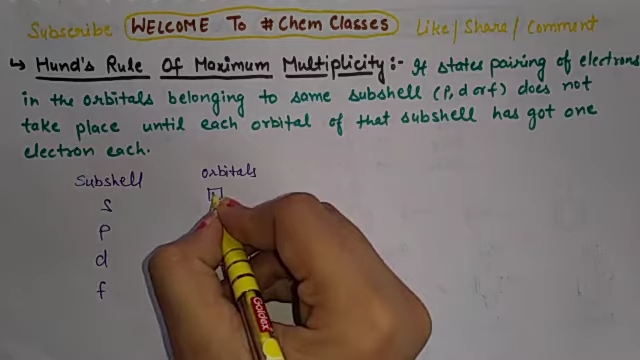 Subscribe WELCOME To # Chem Classes Like/Share/Comment
↳ Hund's Rule Of Maximum Multiplicity:- It states pairing of electrons
in the orbitals belonging to same subshell (P, d or f) does not
take place until each orbital of that subshell has got one
electron each.
Subshell orbitals
s
p
d
f
Goldex